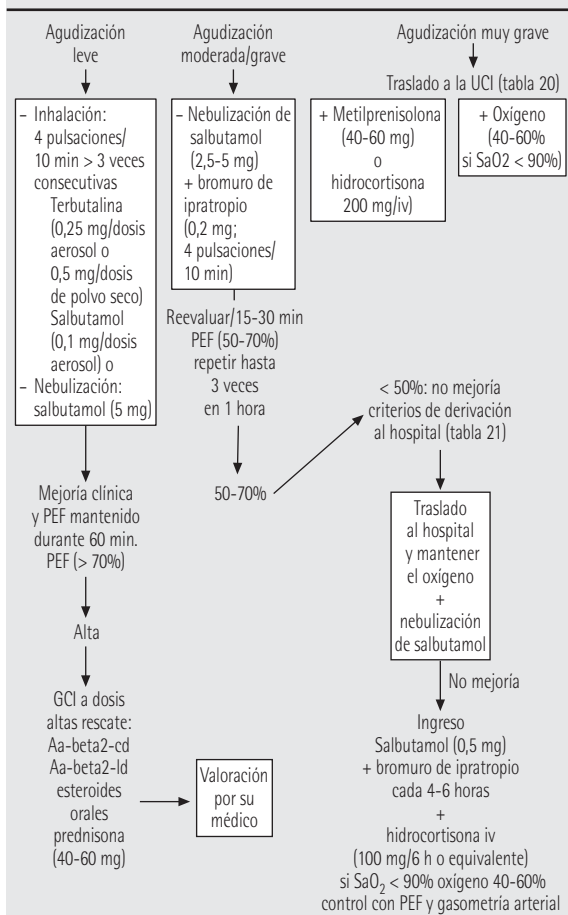 Agudización
leve
– Inhalación:
4 pulsaciones/
10 min > 3 veces
consecutivas
Terbutalina
(0,25 mg/dosis
aerosol o
0,5 mg/dosis
de polvo seco)
Salbutamol
(0,1 mg/dosis
aerosol) o
– Nebulización:
salbutamol (5 mg)
Mejoría clínica
y PEF mantenido
durante 60 min.
PEF (> 70%)
Alta
GCI a dosis
altas rescate:
Aa-beta2-cd
Aa-beta2-ld
esteroides
orales
prednisona
(40-60 mg)
Valoración
por su
médico
Agudización
moderada/grave
– Nebulización de
salbutamol
(2,5-5 mg)
+ bromuro de
ipratropio
(0,2 mg;
4 pulsaciones/
10 min)
Reevaluar/15-30 min
PEF (50-70%)
repetir hasta
3 veces
en 1 hora
50-70%
Agudización muy grave
Traslado a la UCI (tabla 20)
+ Metilprenisolona
(40-60 mg)
o
hidrocortisona
200 mg/iv)
+ Oxígeno
(40-60%
si SaO2 < 90%)
< 50%: no mejoría
criterios de derivación
al hospital (tabla 21)
Traslado
al hospital
y mantener
el oxígeno
+
nebulización
de salbutamol
No mejoría
Ingreso
Salbutamol (0,5 mg)
+ bromuro de ipratropio
cada 4-6 horas
+
hidrocortisona iv
(100 mg/6 h o equivalente)
si SaO₂ < 90% oxígeno 40-60%
control con PEF y gasometría arterial